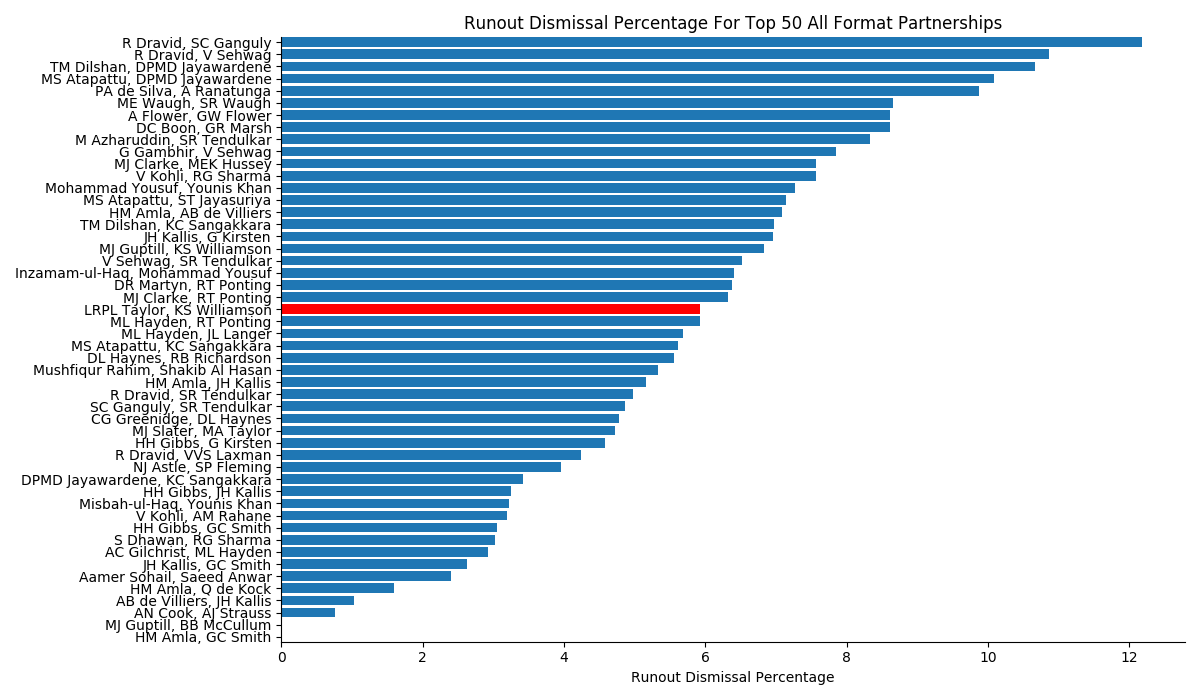 Runout Dismissal Percentage For Top 50 All Format Partnerships
R Dravid, SC Ganguly
R Dravid, V Sehwag
TM Dilshan, DPMD Jayawardene
MS Atapattu, DPMD Jayawardene
PA de Silva, A Ranatunga
ME Waugh, SR Waugh
A Flower, GW Flower
DC Boon, GR Marsh
M Azharuddin, SR Tendulkar
G Gambhir, V Sehwag
MJ Clarke, MEK Hussey
V Kohli, RG Sharma
Mohammad Yousuf, Younis Khan
MS Atapattu, ST Jayasuriya
HM Amla, AB de Villiers
TM Dilshan, KC Sangakkara
JH Kallis, G Kirsten
MJ Guptill, KS Williamson
V Sehwag, SR Tendulkar
Inzamam-ul-Haq, Mohammad Yousuf
DR Martyn, RT Ponting
MJ Clarke, RT Ponting
LRPL Taylor, KS Williamson
ML Hayden, RT Ponting
ML Hayden, JL Langer
MS Atapattu, KC Sangakkara
DL Haynes, RB Richardson
Mushfiqur Rahim, Shakib Al Hasan
HM Amla, JH Kallis
R Dravid, SR Tendulkar
SC Ganguly, SR Tendulkar
CG Greenidge, DL Haynes
MJ Slater, MA Taylor
HH Gibbs, G Kirsten
R Dravid, VVS Laxman
NJ Astle, SP Fleming
DPMD Jayawardene, KC Sangakkara
HH Gibbs, JH Kallis
Misbah-ul-Haq, Younis Khan
V Kohli, AM Rahane
HH Gibbs, GC Smith
S Dhawan, RG Sharma
AC Gilchrist, ML Hayden
JH Kallis, GC Smith
Aamer Sohail, Saeed Anwar
HM Amla, Q de Kock
AB de Villiers, JH Kallis
AN Cook, AJ Strauss
MJ Guptill, BB McCullum
HM Amla, GC Smith
0 2 4 6 8 10 12
Runout Dismissal Percentage